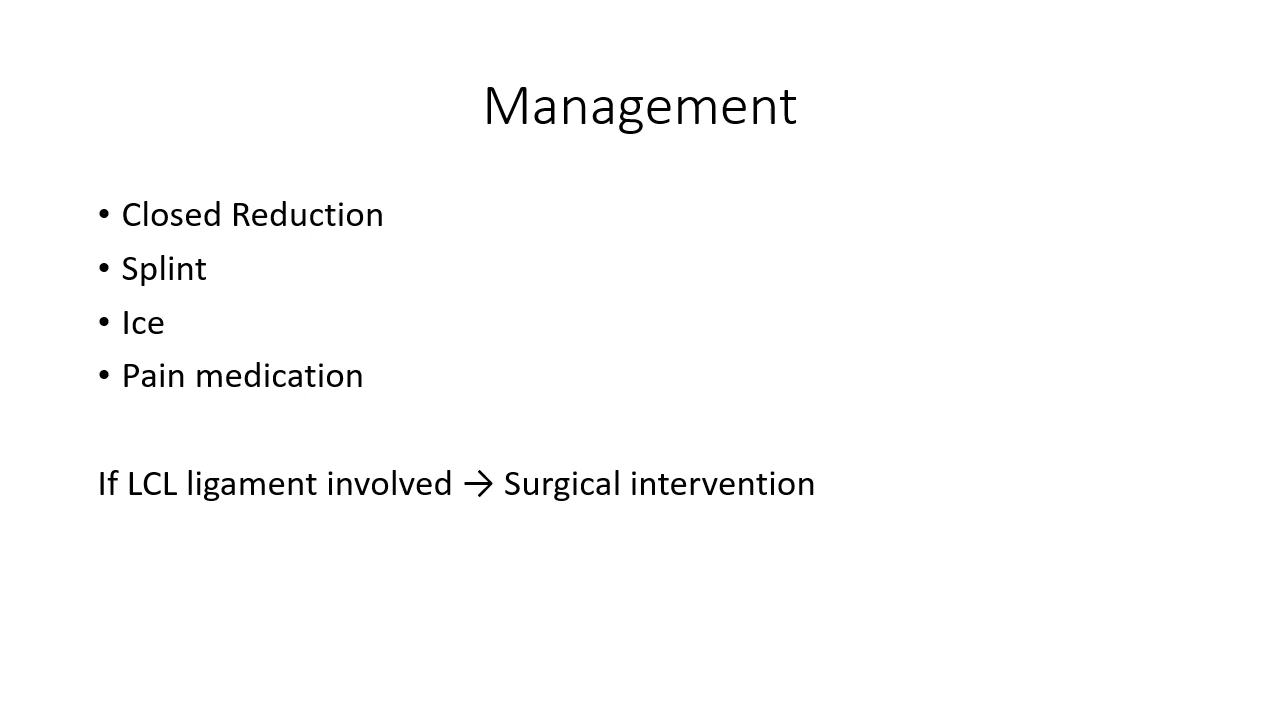 Management
• Closed Reduction
• Splint
• Ice
• Pain medication
If LCL ligament involved → Surgical intervention